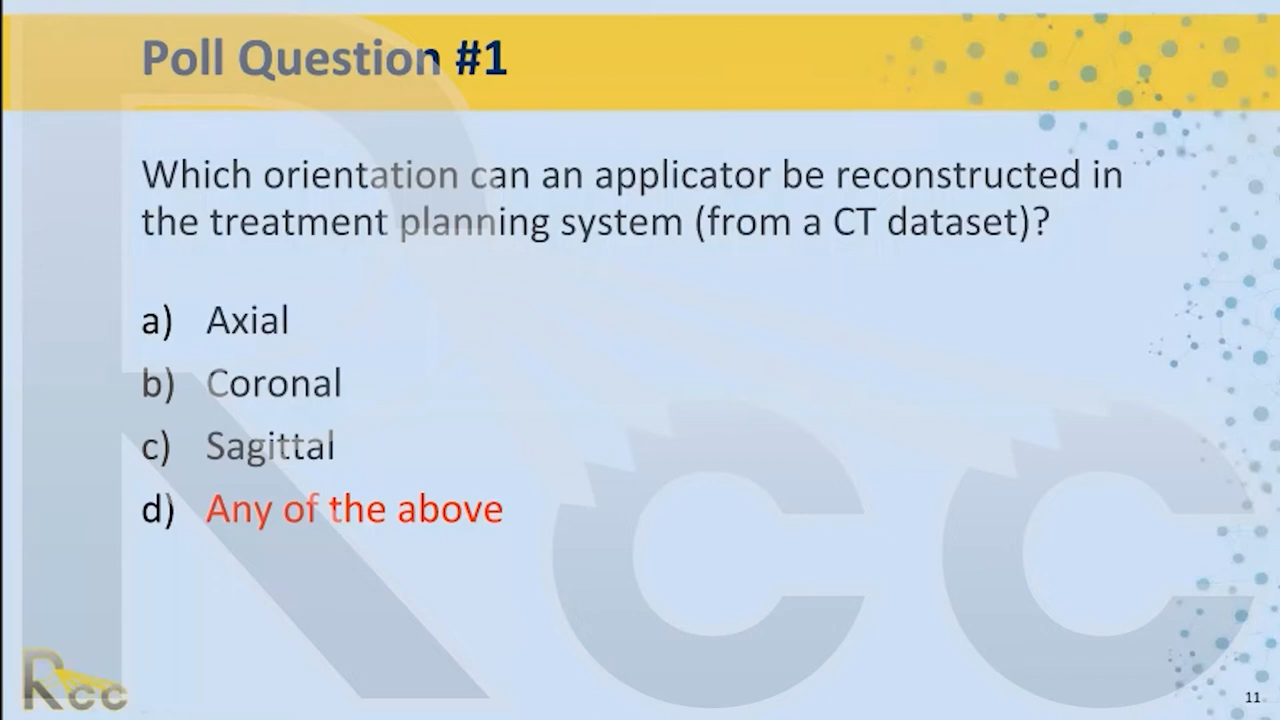 Poll Question #1
Which orientation can an applicator be reconstructed in
the treatment planning system (from a CT dataset)?
a) Axial
b) Coronal
c) Sagittal
d) Any of the above
Rcc
Rcc
11